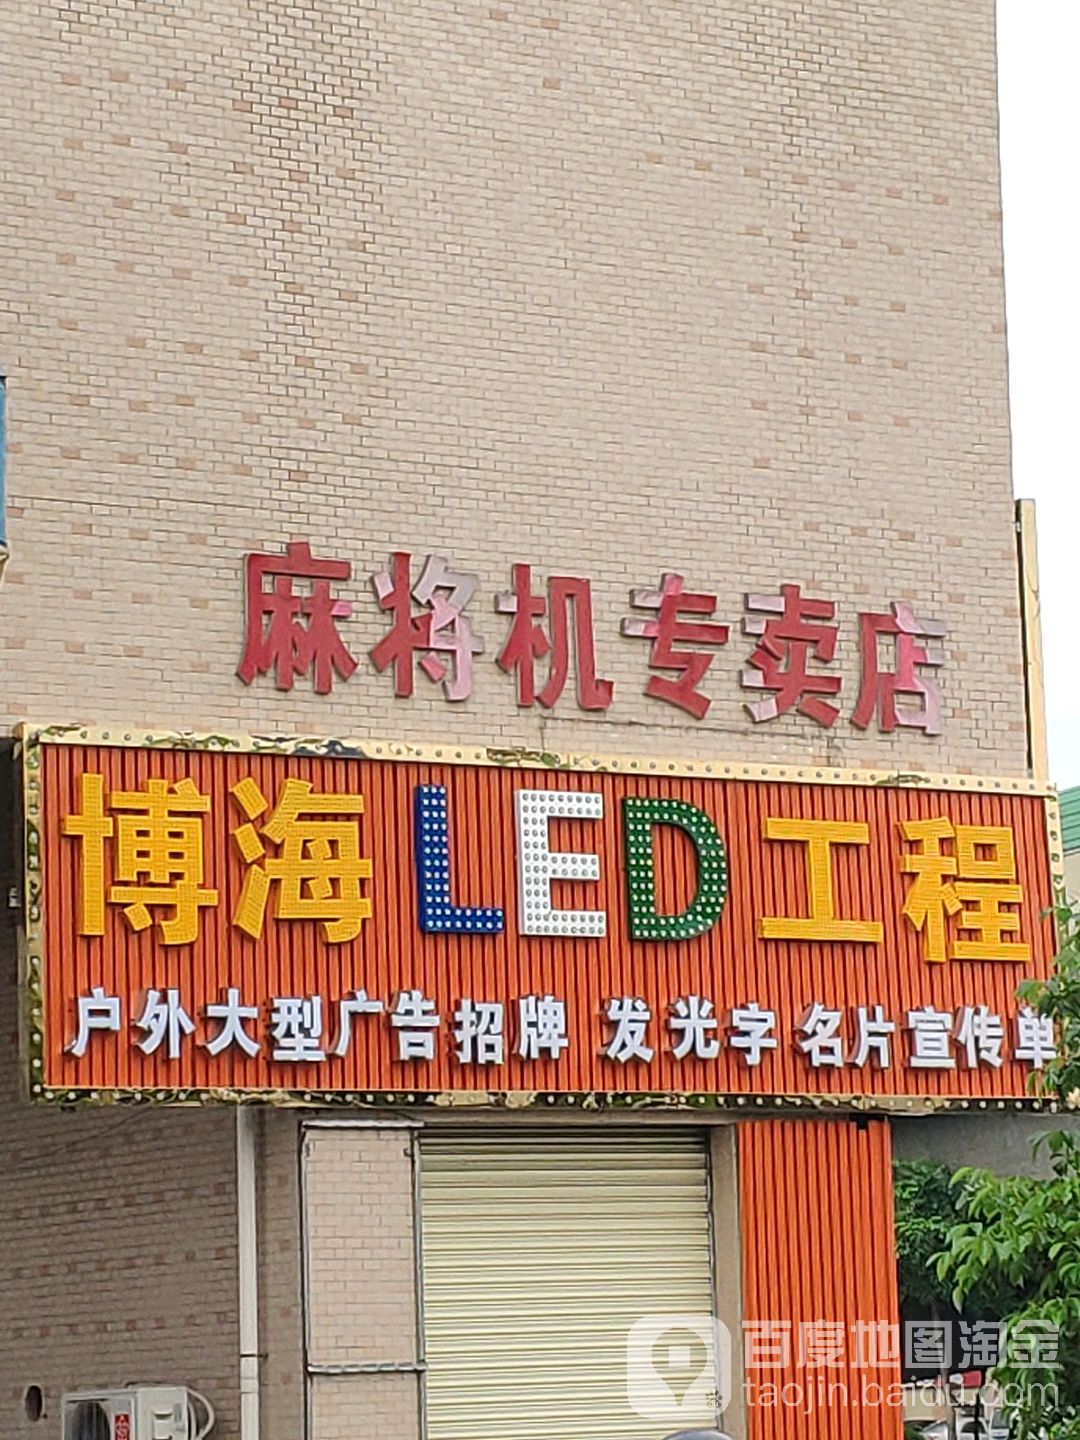 麻将机专卖店
博海LED工程
户外大型广告招牌 发光字 名片宣传单
百度地图淘金
taojin.baidu.com